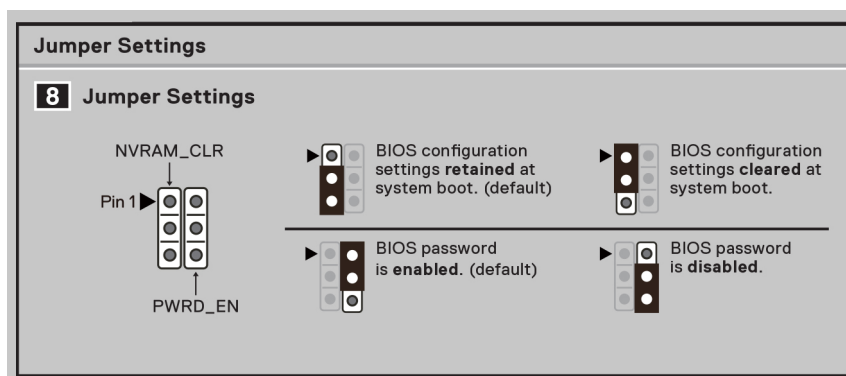 Jumper Settings
8 Jumper Settings
NVRAM_CLR
Pin 1
PWRD_EN
BIOS configuration
settings retained at
system boot. (default)
BIOS configuration
settings cleared at
system boot.
BIOS password
is enabled. (default)
BIOS password
is disabled.